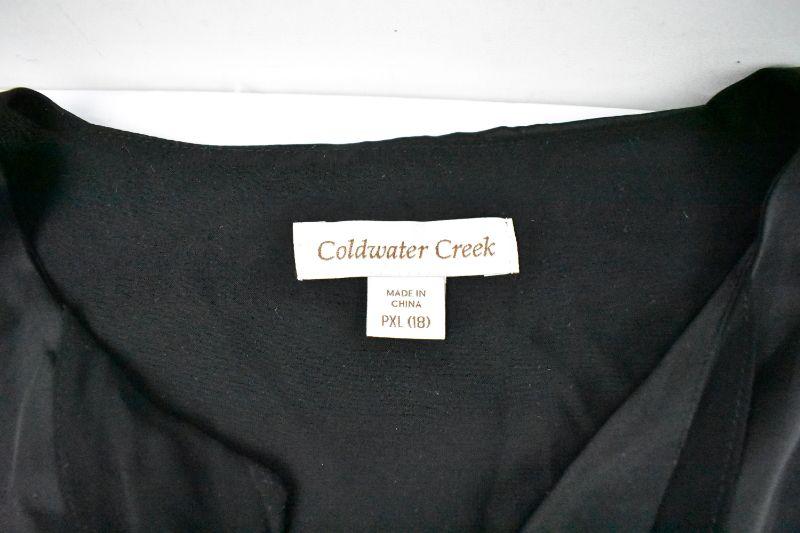 Coldwater Creek
MADE IN
CHINA
PXL (18)